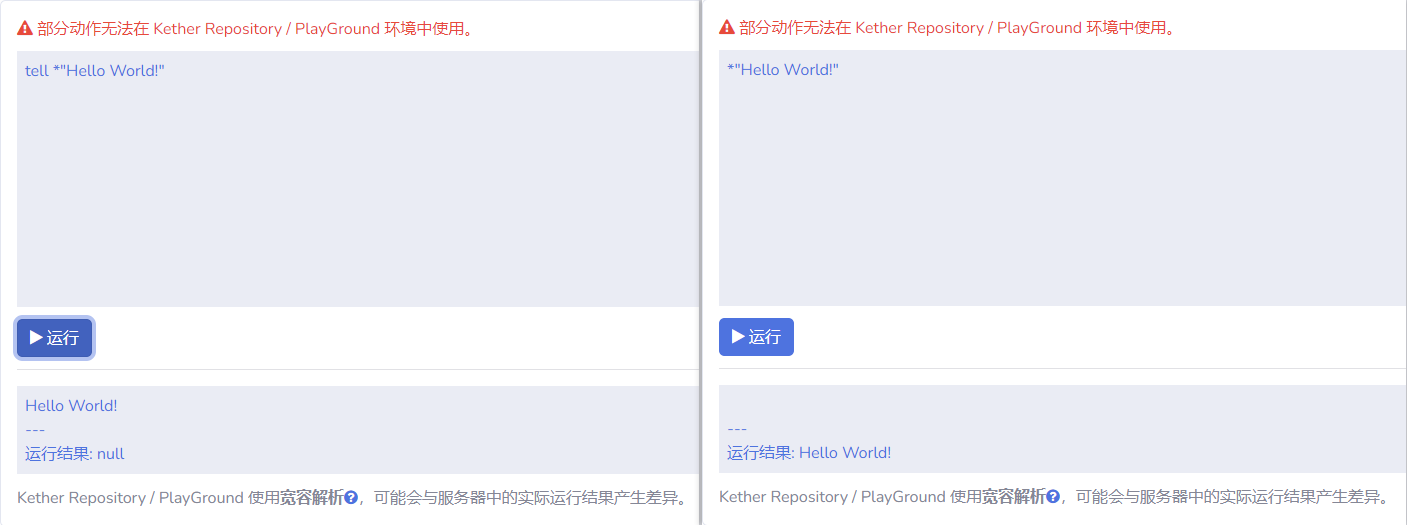 部分动作无法在 Kether Repository / PlayGround 环境中使用。
tell *"Hello World!"
运行
Hello World!
---
运行结果: null
Kether Repository / PlayGround 使用宽容解析，可能会与服务器中的实际运行结果产生差异。
部分动作无法在 Kether Repository / PlayGround 环境中使用。
*"Hello World!"
运行
---
运行结果: Hello World!
Kether Repository / PlayGround 使用宽容解析，可能会与服务器中的实际运行结果产生差异。